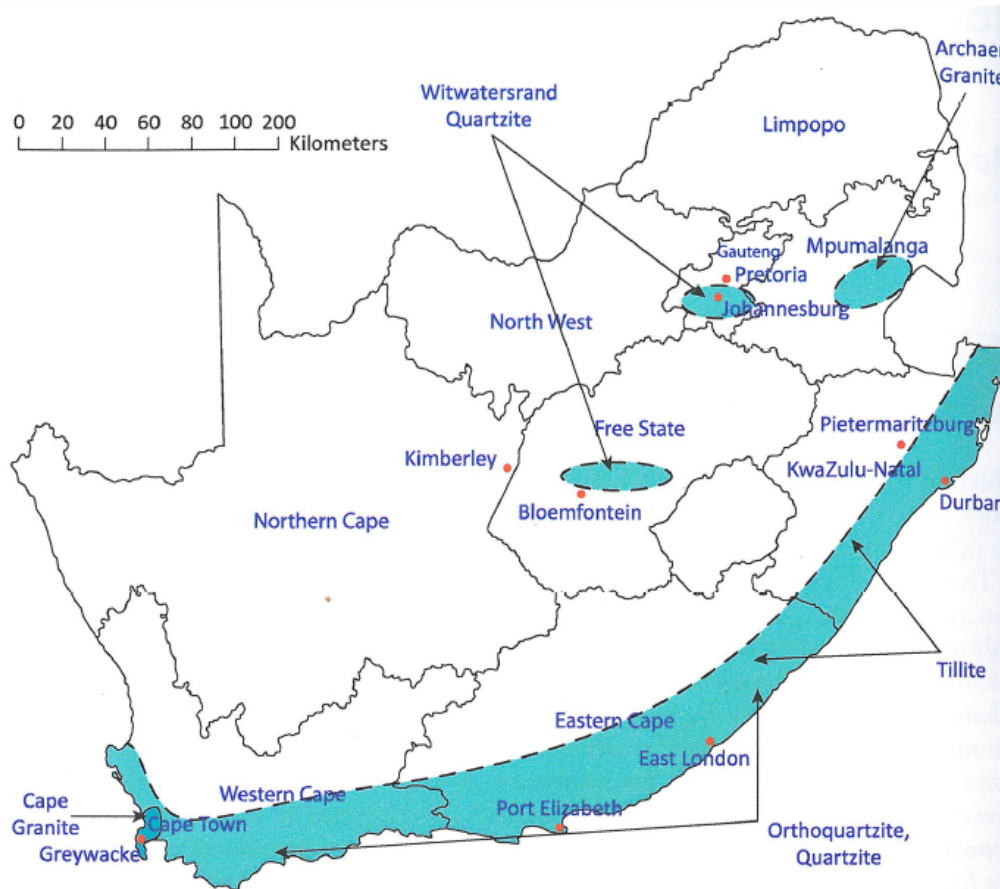 Archaen
Granite
Witwatersrand
Quartzite
0 20 40 60 80 100 200
Kilometers
Limpopo
Mpumalanga
Gauteng
Pretoria
Johannesburg
North West
Free State
Pietermaritzburg
Kimberley
KwaZulu-Natal
Durban
Bloemfontein
Northern Cape
Tillite
Eastern Cape
East London
Western Cape
Port Elizabeth
Cape
Granite
Cape Town
Greywacke
Orthoquartzite,
Quartzite